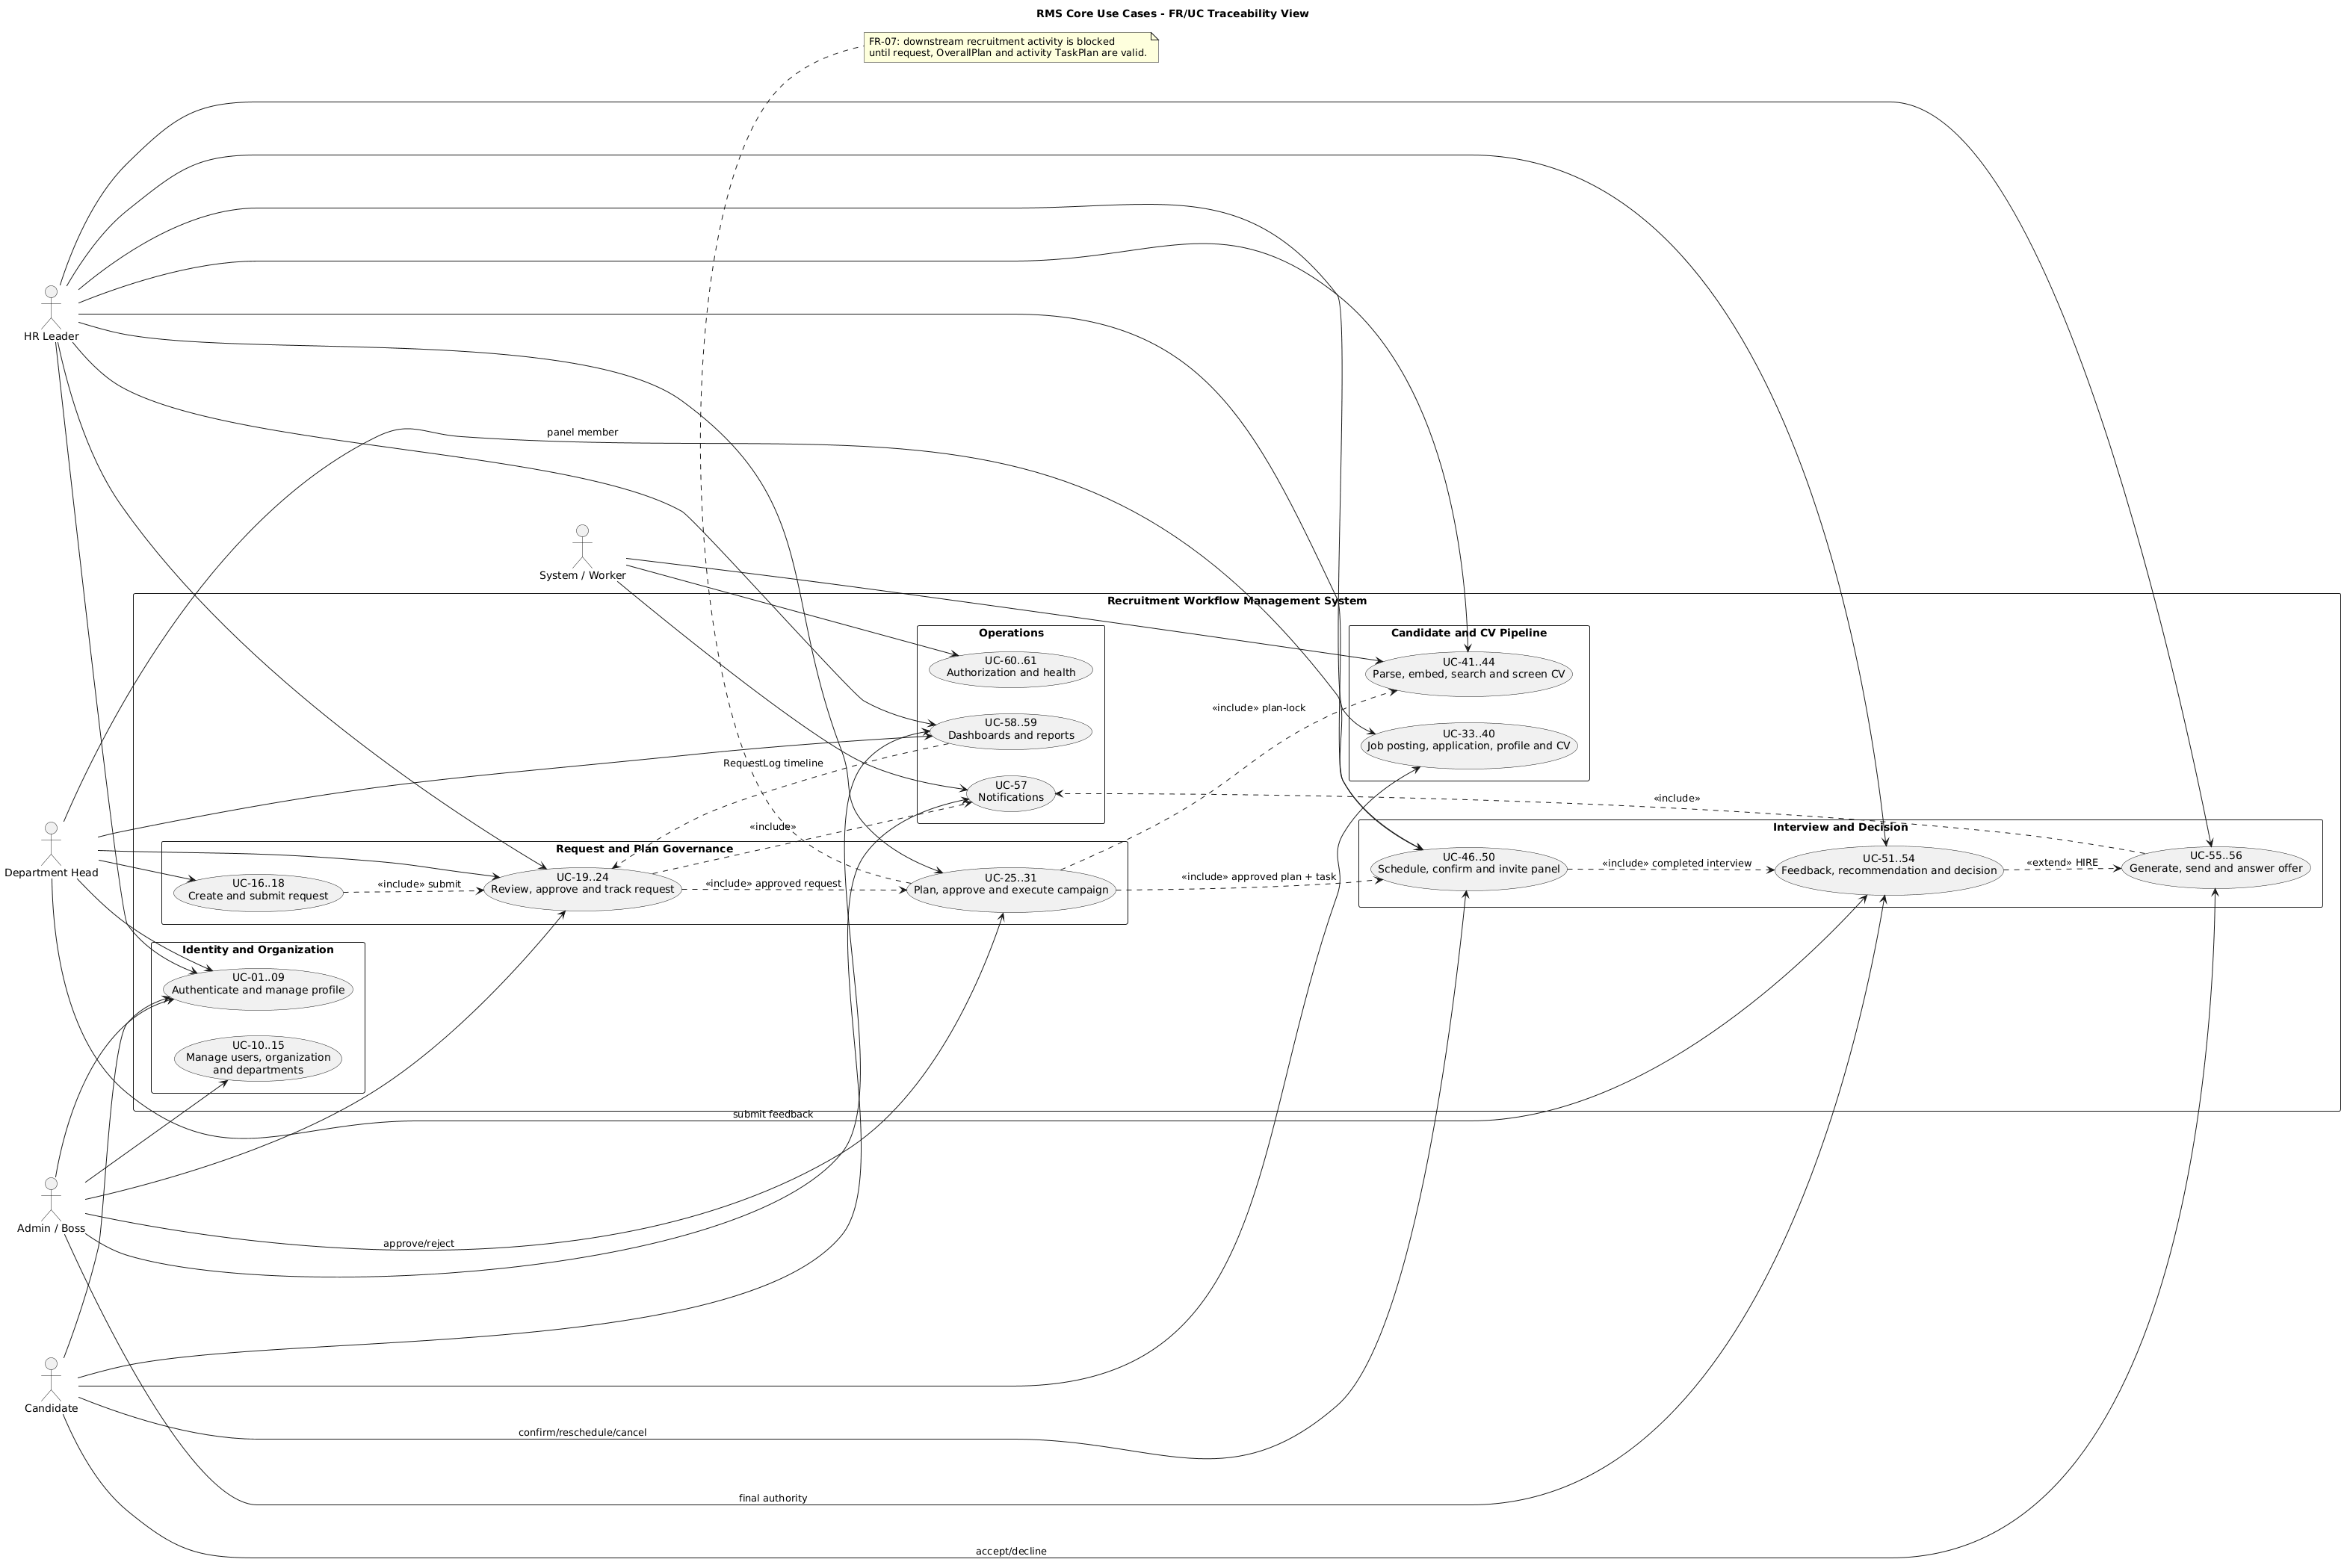 RMS Core Use Cases - FR/UC Traceability View
FR-07: downstream recruitment activity is blocked
until request, OverallPlan and activity TaskPlan are valid.
HR Leader
panel member
System / Worker
Recruitment Workflow Management System
Operations
UC-60..61
Authorization and health
UC-58..59
Dashboards and reports
UC-57
Notifications
Candidate and CV Pipeline
UC-41..44
Parse, embed, search and screen CV
UC-33..40
Job posting, application, profile and CV
«include» plan-lock
RequestLog timeline
«include»
«include»
Department Head
Request and Plan Governance
UC-16..18
Create and submit request
«include» submit
UC-19..24
Review, approve and track request
«include» approved request
UC-25..31
Plan, approve and execute campaign
«include» approved plan + task
Interview and Decision
UC-46..50
Schedule, confirm and invite panel
«include» completed interview
UC-51..54
Feedback, recommendation and decision
«extend» HIRE
UC-55..56
Generate, send and answer offer
Identity and Organization
UC-01..09
Authenticate and manage profile
UC-10..15
Manage users, organization
and departments
submit feedback
Admin / Boss
approve/reject
Candidate
confirm/reschedule/cancel
final authority
accept/decline